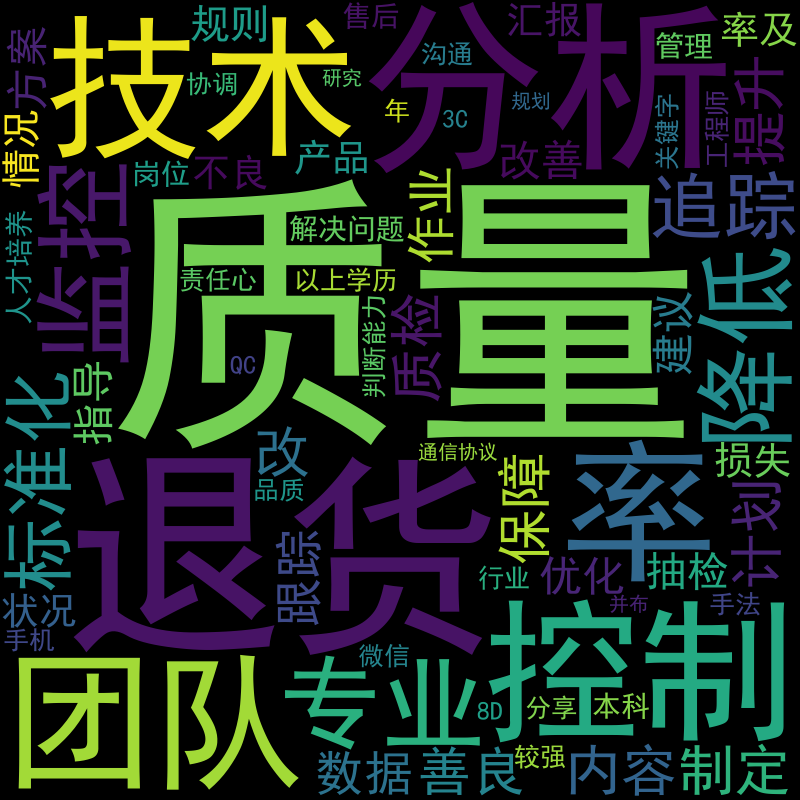 技术
规则
售后
汇报
率及
分析
沟通
管理
方案
协调
研究
情况
年
3C
规划
关键字
工程师
提升
岗位
不良
产品
改善
监控
质量
作业
追踪
人才培养
解决问题
责任心
以上学历
降低
建议
质检
判断能力
QC
指导
标准化
改
品质
通信协议
保障
率
损失
退货
跟踪
计划
状况
手机
行业
优化
抽检
并布
手法
微信
控制
团队
专业
8D
分享
本科
数据
善良
较强
内容
制定